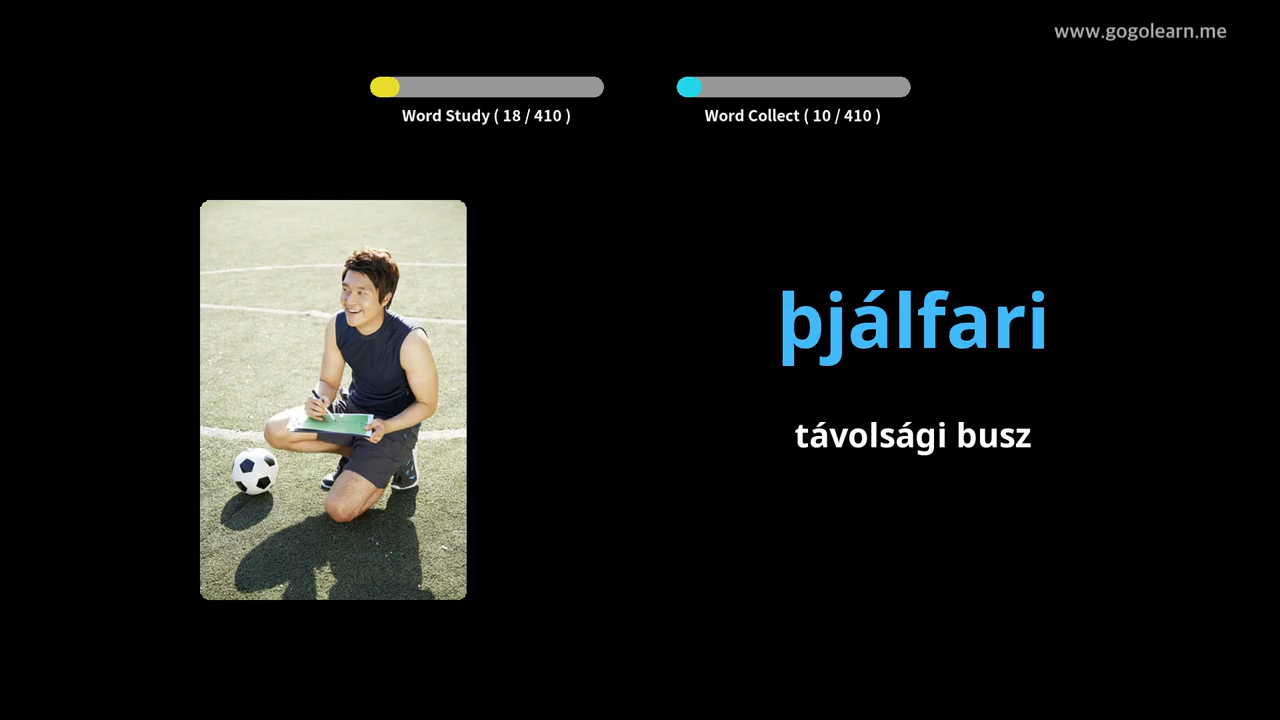 www.gogolearn.me
Word Study ( 18 / 410 )
Word Collect ( 10 / 410 )
þjálfari
távolsági busz